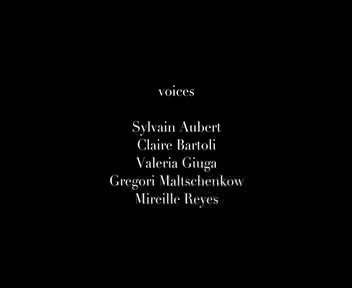 voices
Sylvain Aubert
Claire Bartoli
Valeria Giuga
Gregori Maltschenkow
Mireille Reyes